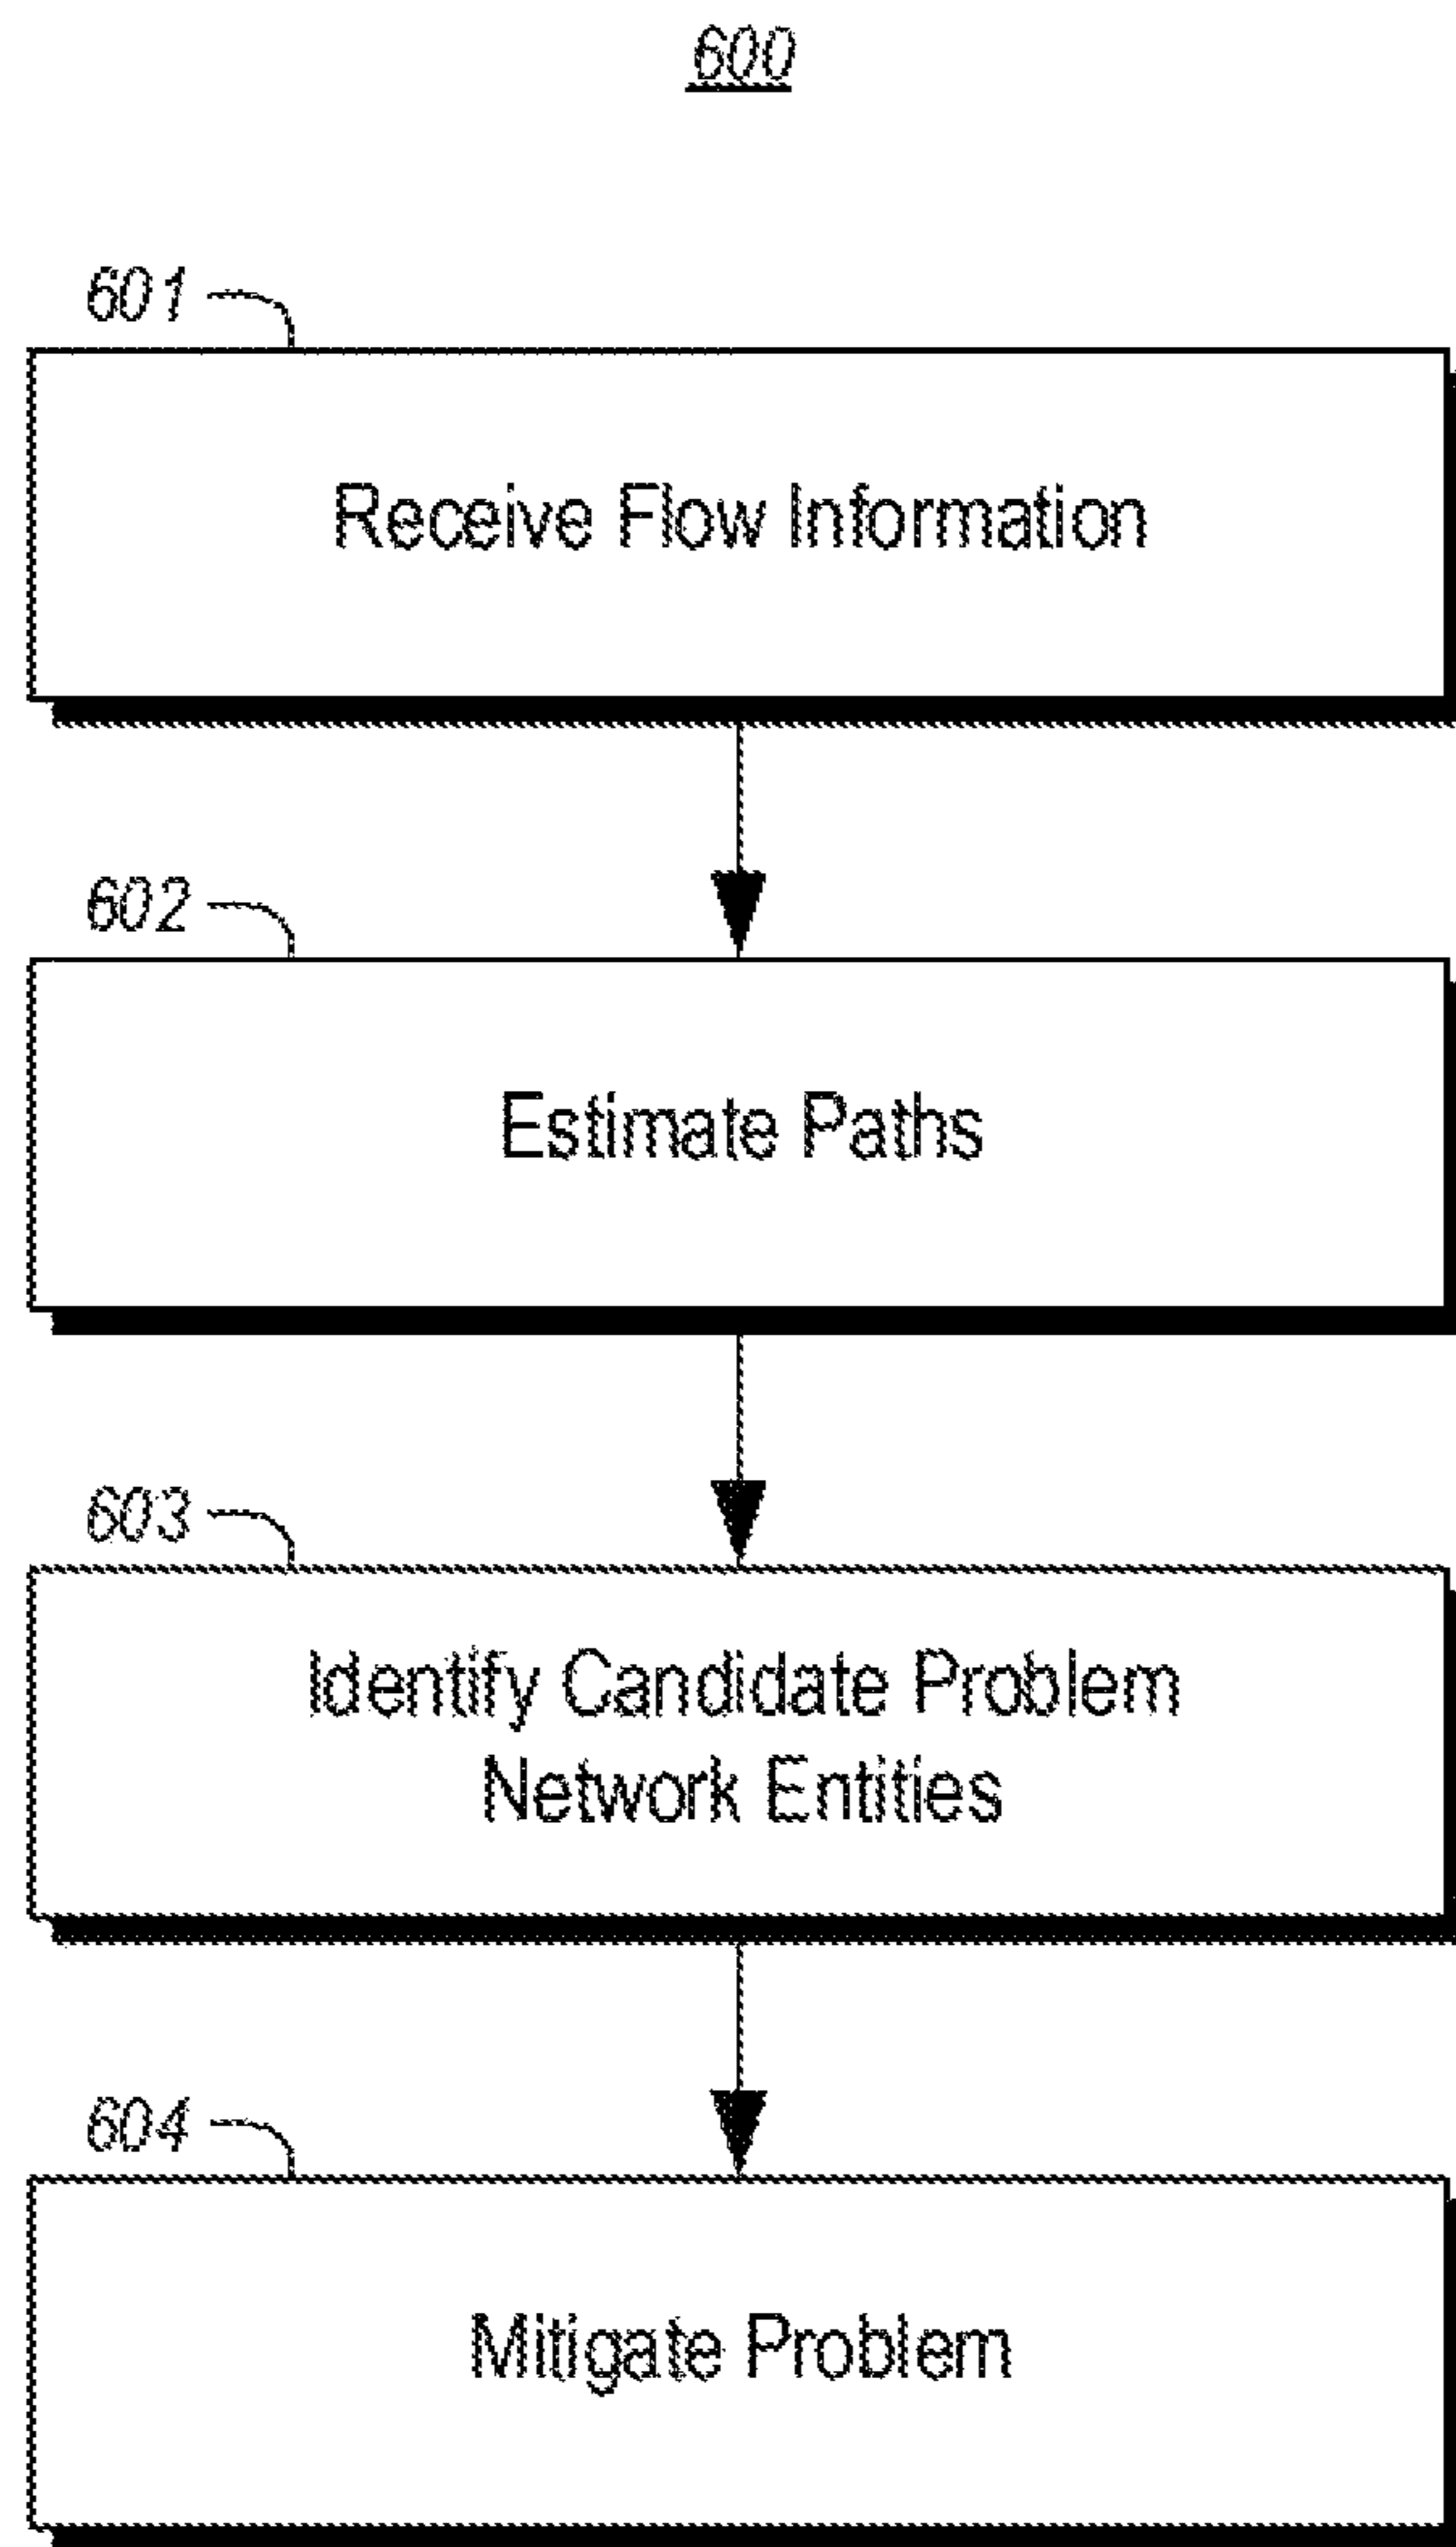 600
601
Receive Flow Information
602
Estimate Paths
603
Identify Candidate Problem
Network Entities
604
Mitigate Problem